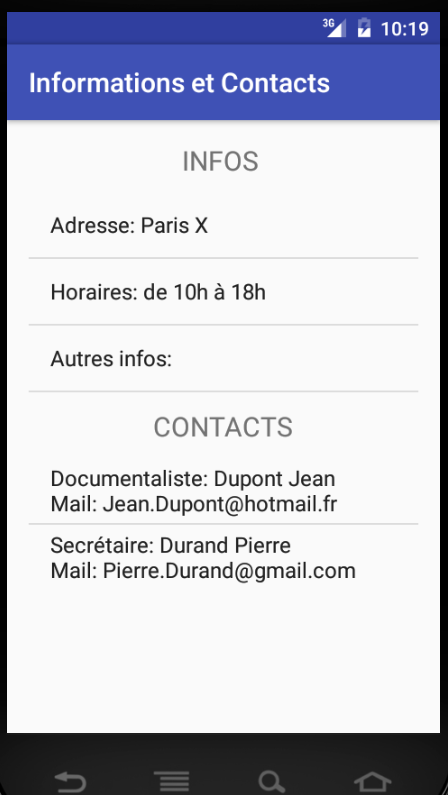 3G 10:19
Informations et Contacts
INFOS
Adresse: Paris X
Horaires: de 10h à 18h
Autres infos:
CONTACTS
Documentaliste: Dupont Jean
Mail: Jean.Dupont@hotmail.fr
Secrétaire: Durand Pierre
Mail: Pierre.Durand@gmail.com